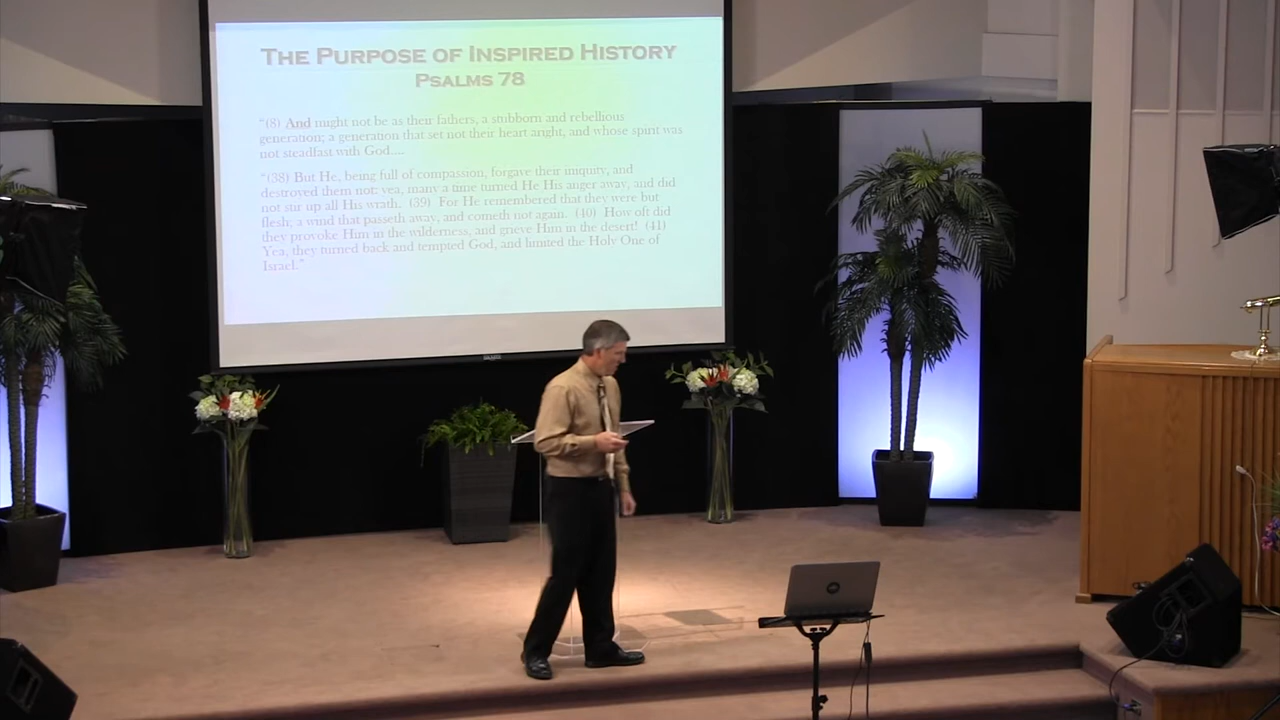 THE PURPOSE OF INSPIRED HISTORY
PSALMS 78
“(8) And might not be as their fathers, a stubborn and rebellious
generation; a generation that set not their heart aright, and whose spirit was
not steadfast with God....
“(38) But He, being full of compassion, forgave their iniquity, and
destroyed them not: yea, many a time turned He His anger away, and did
not stir up all His wrath. (39) For He remembered that they were but
flesh; a wind that passeth away, and cometh not again. (40) How oft did
they provoke Him in the wilderness, and grieve Him in the desert! (41)
Yea, they turned back and tempted God, and limited the Holy One of
Israel.”